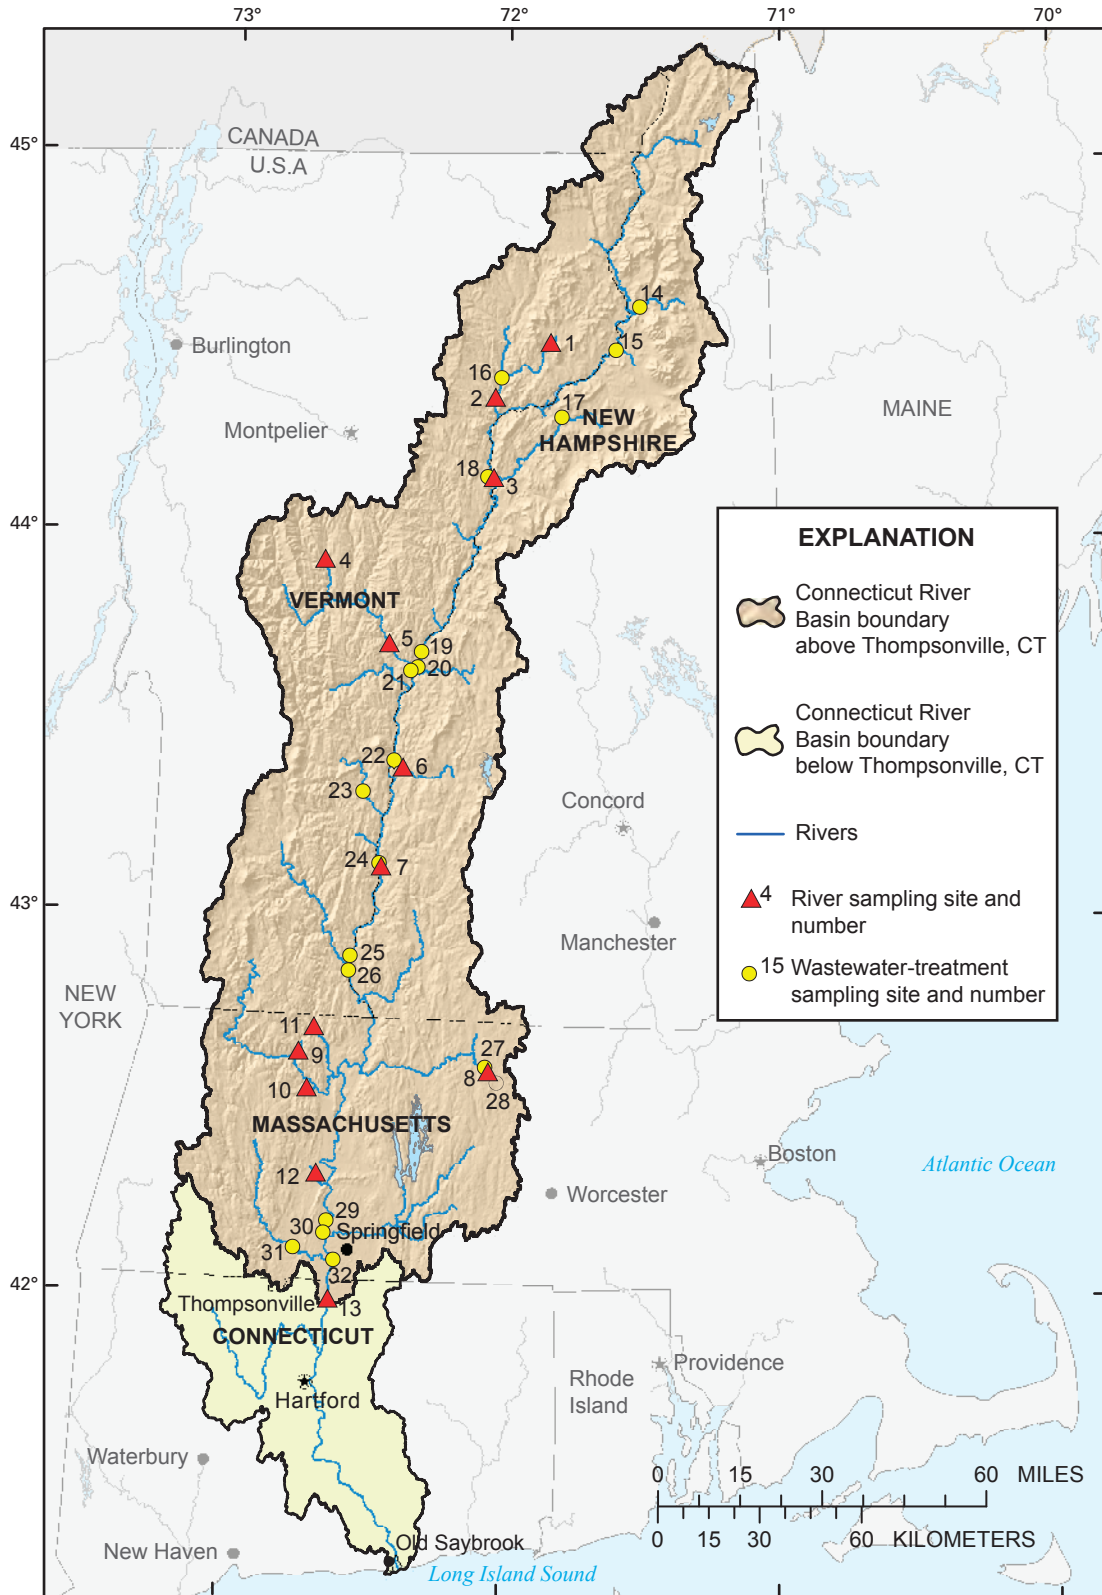 73°
72°
71°
70°
45°
CANADA
U.S.A
14
Burlington
1
15
16
2
17
NEW
HAMPSHIRE
MAINE
Montpelier
18
3
44°
4
VERMONT
5
19
20
21
22
6
23
24
7
43°
25
26
NEW
YORK
11
9
10
27
8
28
MASSACHUSETTS
12
29
30
Springfield
31
32
42°
Thompsonville
13
CONNECTICUT
Hartford
Waterbury
New Haven
Old Saybrook
Long Island Sound
Concord
Manchester
Boston
Worcester
Atlantic Ocean
Providence
Rhode
Island
EXPLANATION
Connecticut River
Basin boundary
above Thompsonville, CT
Connecticut River
Basin boundary
below Thompsonville, CT
Rivers
4 River sampling site and
number
15 Wastewater-treatment
sampling site and number
0 15 30 60 MILES
0 15 30 60 KILOMETERS